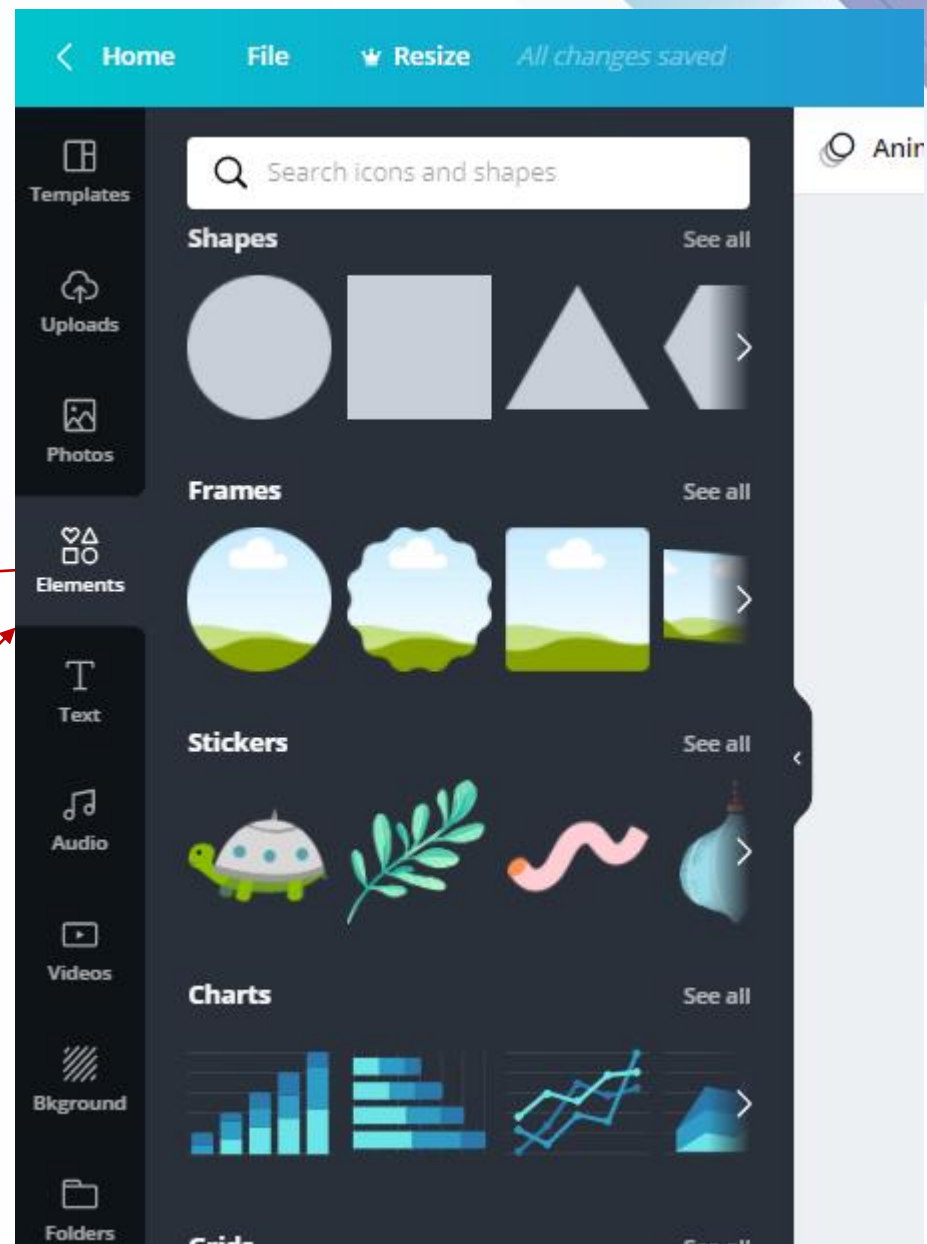 Home File Resize All changes saved
Templates
Uploads
Photos
Elements
Text
Audio
Videos
Bkground
Folders
Search icons and shapes
Shapes See all
Frames See all
Stickers See all
Charts See all